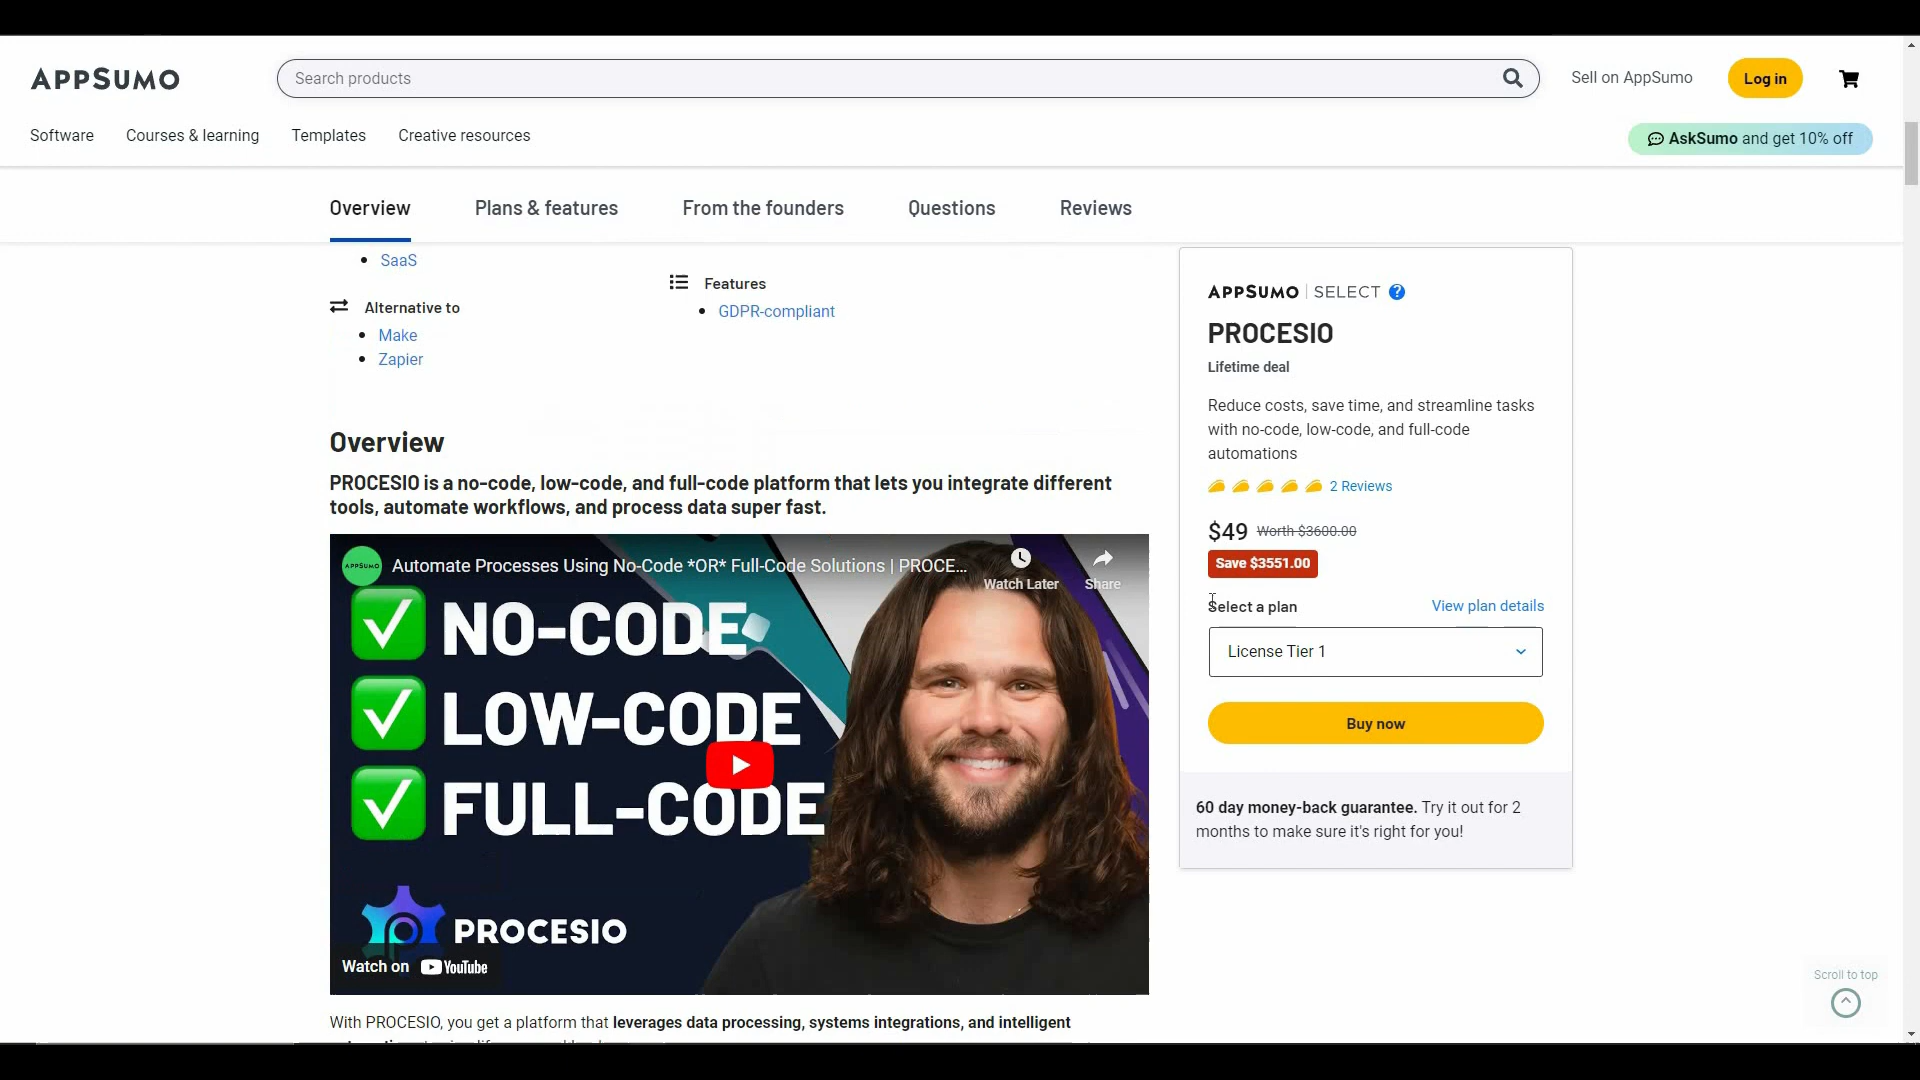 APPSUMO
Search products
Sell on AppSumo
Log in
Software
Courses & learning
Templates
Creative resources
AskSumo and get 10% off
Overview
Plans & features
From the founders
Questions
Reviews
SaaS
Alternative to
Make
Zapier
Features
GDPR-compliant
Overview
PROCESIO is a no-code, low-code, and full-code platform that lets you integrate different
tools, automate workflows, and process data super fast.
APPSUMO
Automate Processes Using No-Code *OR* Full-Code Solutions | PROCE...
Watch Later
Share
NO-CODE
LOW-CODE
FULL-CODE
PROCESIO
Watch on YouTube
With PROCESIO, you get a platform that leverages data processing, systems integrations, and intelligent
APPSUMO | SELECT ?
PROCESIO
Lifetime deal
Reduce costs, save time, and streamline tasks
with no-code, low-code, and full-code
automations
2 Reviews
$49 Worth $3600.00
Save $3551.00
Select a plan
View plan details
License Tier 1
Buy now
60 day money-back guarantee. Try it out for 2
months to make sure it's right for you!
Scroll to top